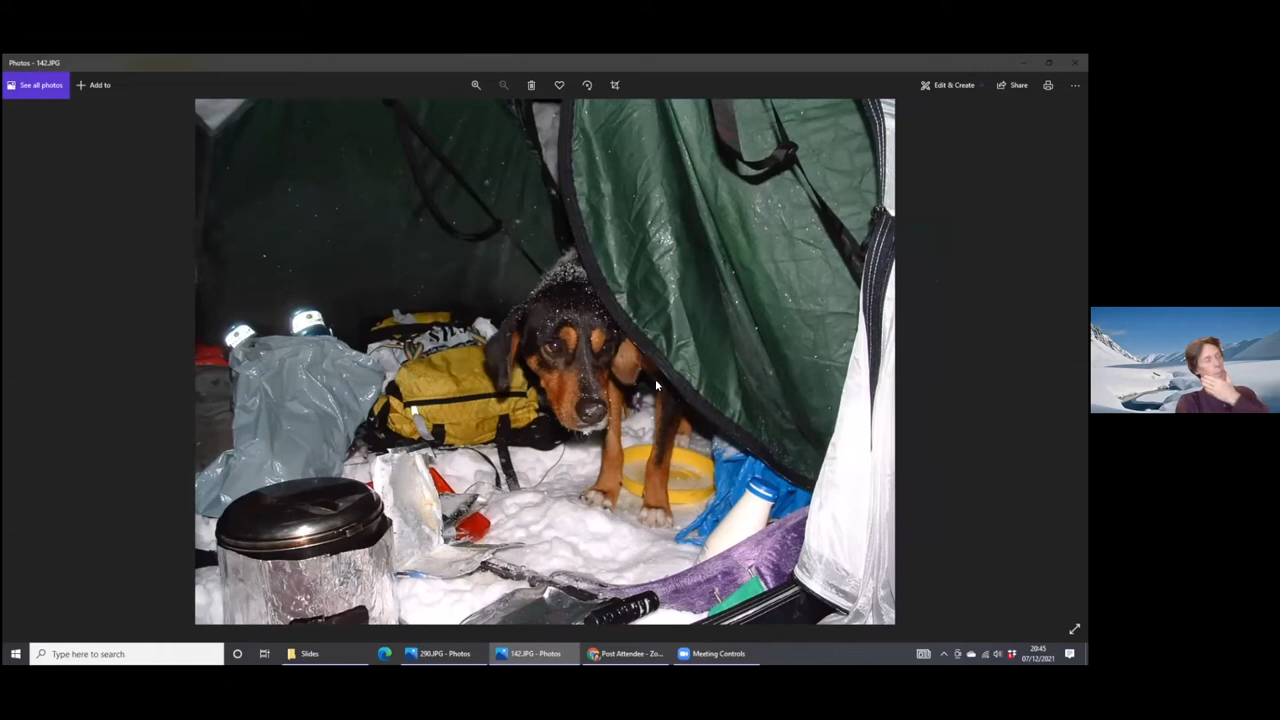 Photos - 142.JPG
See all photos
Add to
Edit & Create
Share
Type here to search
Slides
290.JPG - Photos
142.JPG - Photos
Post Attendee - Zo...
Meeting Controls
20:45
07/12/2021